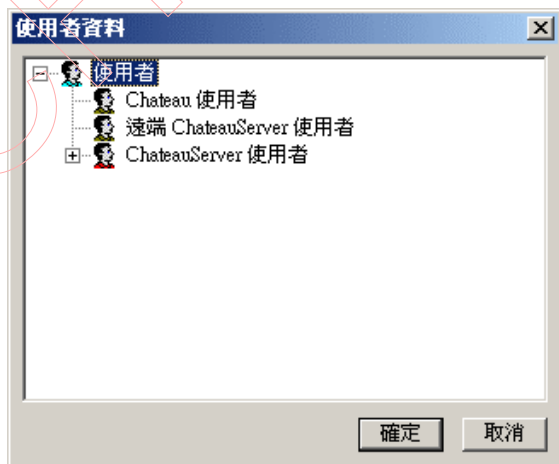 使用者資料
使用者
Chateau 使用者
遠端 ChateauServer 使用者
ChateauServer 使用者
確定 取消